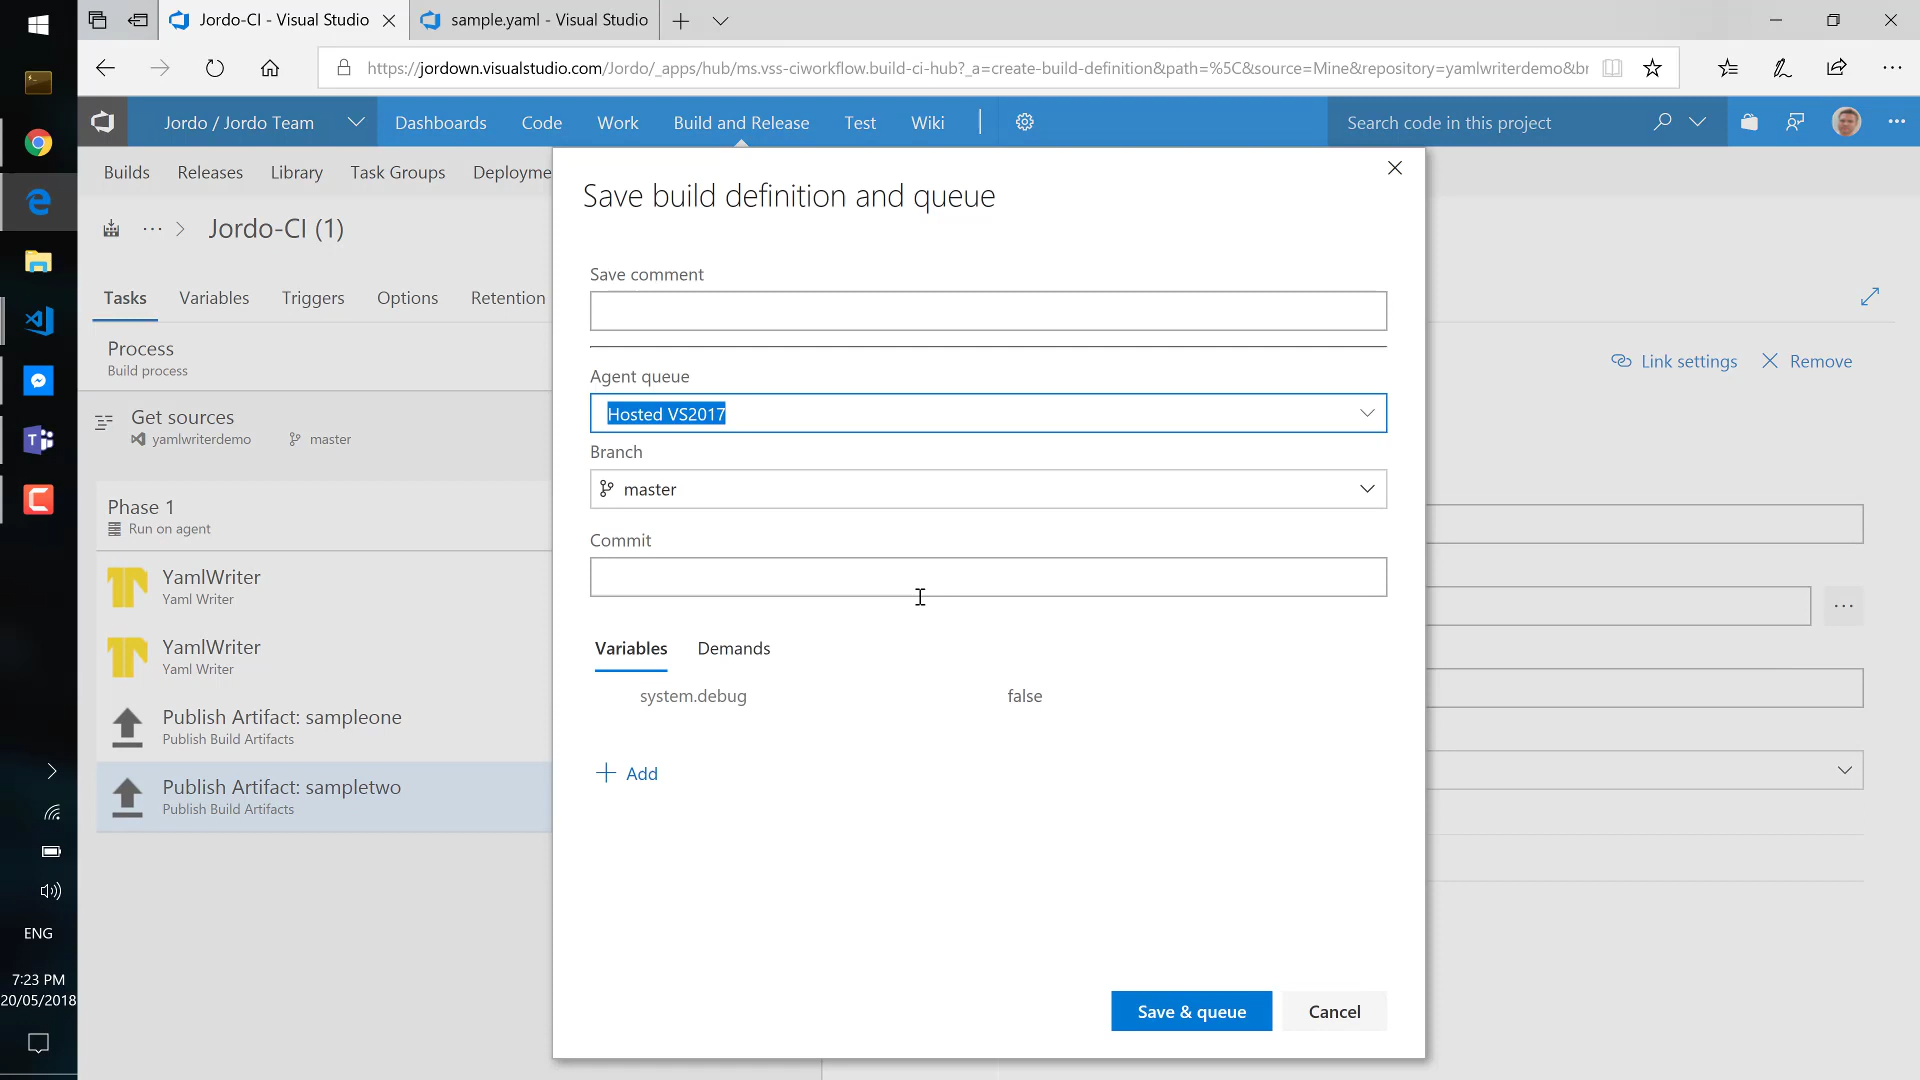 Jordo-CI - Visual Studio
sample.yaml - Visual Studio
https://jordown.visualstudio.com/Jordo/_apps/hub/ms.vss-ciworkflow.build-ci-hub?_a=create-build-definition&path=%5C&source=Mine&repository=yamlwriterdemo&br
Jordo / Jordo Team
Dashboards
Code
Work
Build and Release
Test
Wiki
Search code in this project
Builds
Releases
Library
Task Groups
Deployme
... > Jordo-CI (1)
Tasks
Variables
Triggers
Options
Retention
Process
Build process
Get sources
yamlwriterdemo
master
Phase 1
Run on agent
YamlWriter
Yaml Writer
YamlWriter
Yaml Writer
Publish Artifact: sampleone
Publish Build Artifacts
Publish Artifact: sampletwo
Publish Build Artifacts
Save build definition and queue
Save comment
Agent queue
Hosted VS2017
Branch
master
Commit
Variables
Demands
system.debug
false
+ Add
Save & queue
Cancel
Link settings
Remove
...
ENG
7:23 PM
20/05/2018